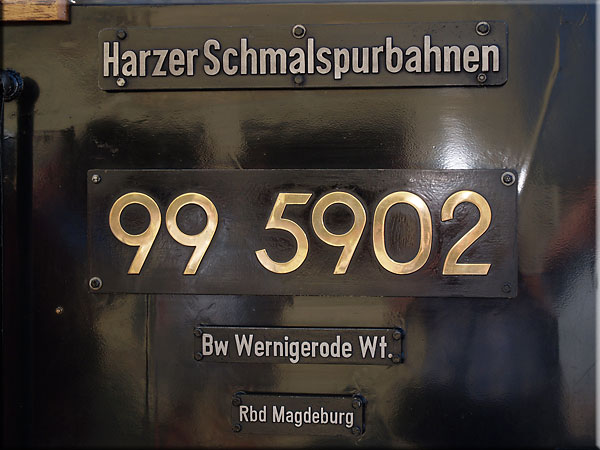 Harzer Schmalspurbahnen
99 5902
Bw Wernigerode Wt.
Rbd Magdeburg